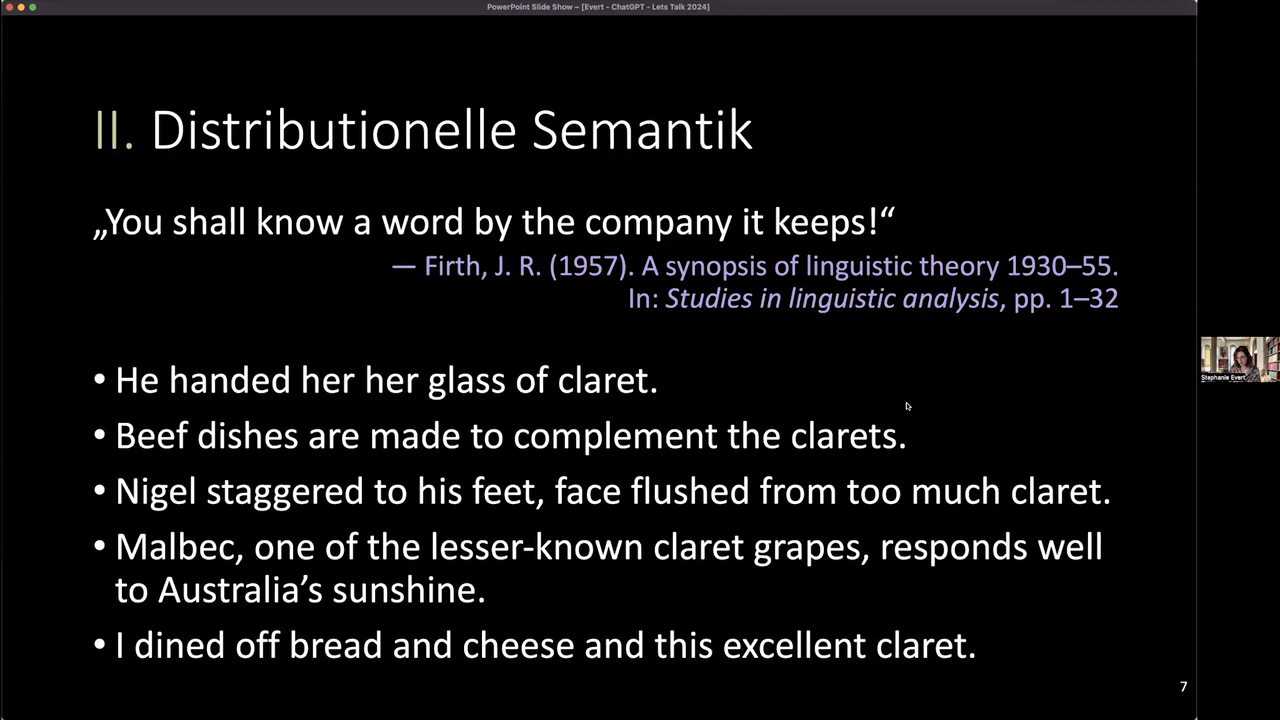 PowerPoint Slide Show – [Evert - ChatGPT - Lets Talk 2024]
II. Distributionelle Semantik
„You shall know a word by the company it keeps!“
— Firth, J. R. (1957). A synopsis of linguistic theory 1930–55.
In: Studies in linguistic analysis, pp. 1–32
• He handed her her glass of claret.
• Beef dishes are made to complement the clarets.
• Nigel staggered to his feet, face flushed from too much claret.
• Malbec, one of the lesser-known claret grapes, responds well
to Australia’s sunshine.
• I dined off bread and cheese and this excellent claret.
7
Stephanie Evert